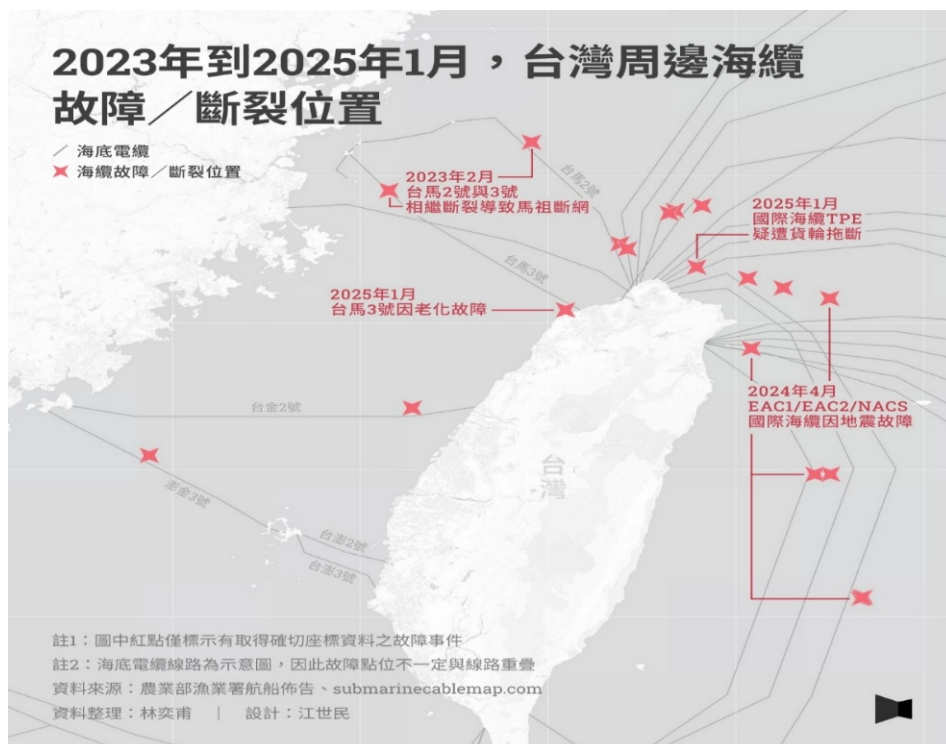 2023年到2025年1月，台灣周邊海纜
故障／斷裂位置
海底電纜
海纜故障／斷裂位置
2023年2月
台馬2號與3號
相繼斷裂導致馬祖斷網
台馬2號
2025年1月
國際海纜TPE
疑遭貨輪拖斷
台馬3號
2025年1月
台馬3號因老化故障
2024年4月
EAC1/EAC2/NACS
國際海纜因地震故障
台金2號
台灣
澎金3號
台澎2號
台澎3號
註1：圖中紅點僅標示有取得確切座標資料之故障事件
註2：海底電纜線路為示意圖，因此故障點位不一定與線路重疊
資料來源：農業部漁業署航船佈告、submarinecablemap.com
資料整理：林奕甫 ｜ 設計：江世民